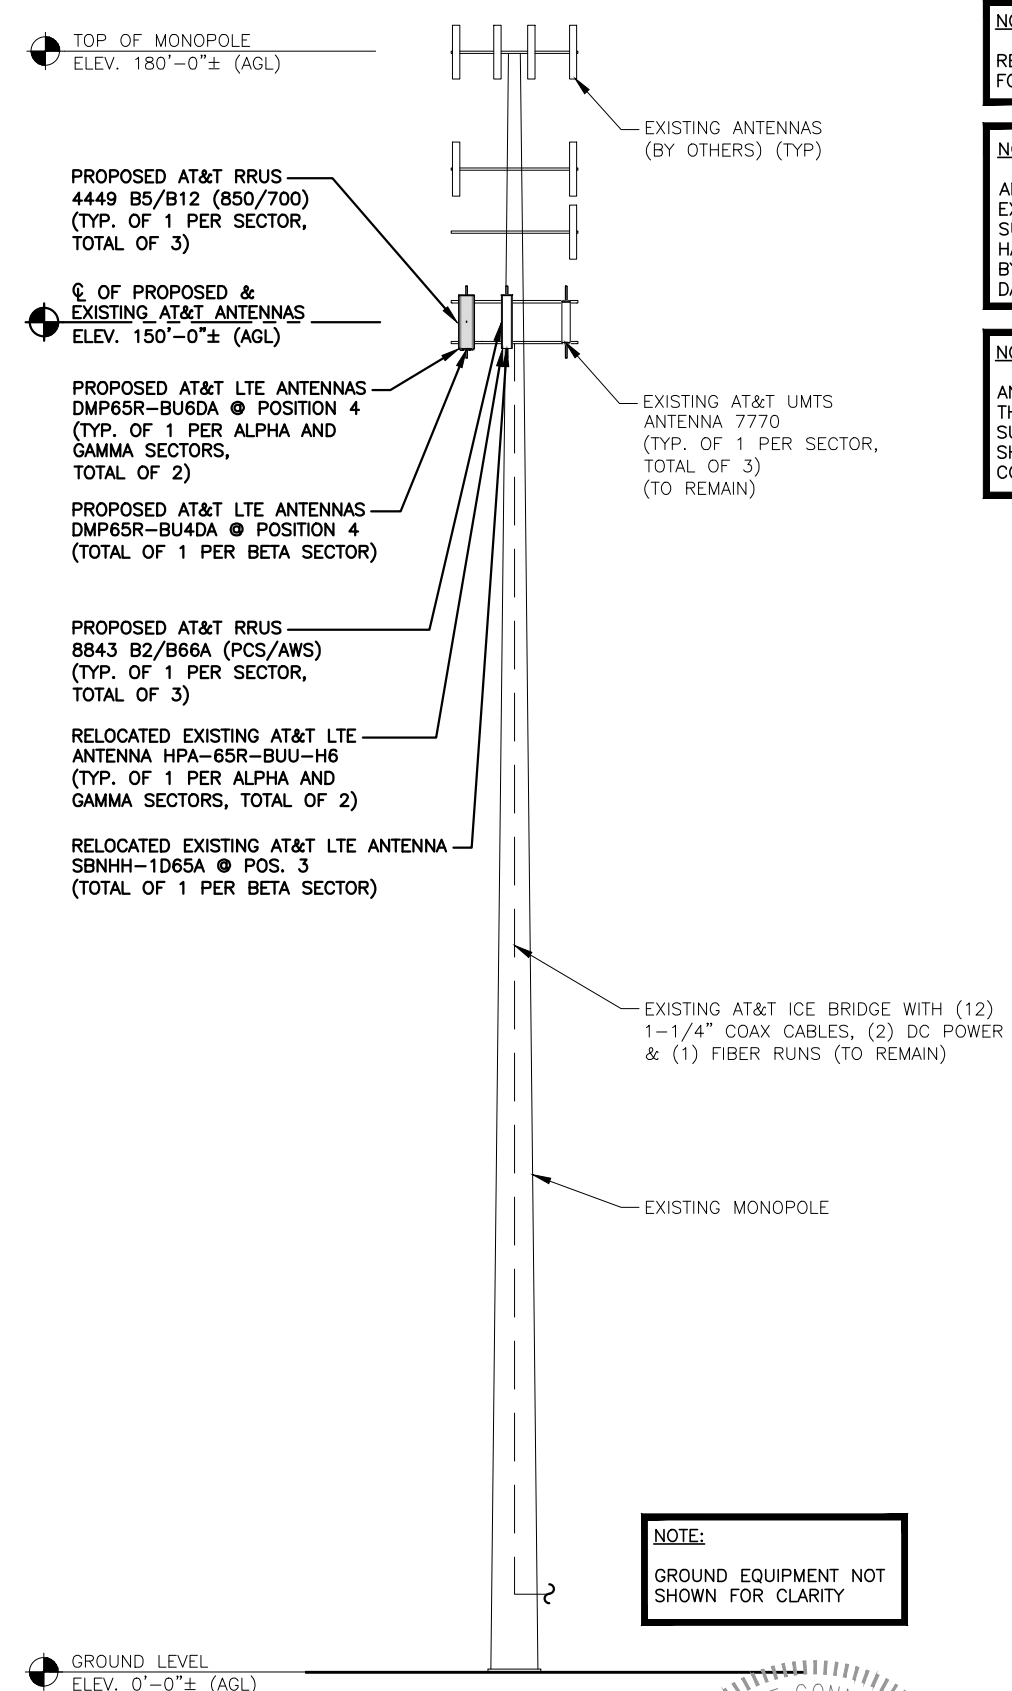 TOP OF MONOPOLE
ELEV. 180'-0"± (AGL)
EXISTING ANTENNAS
(BY OTHERS) (TYP)
PROPOSED AT&T RRUS
4449 B5/B12 (850/700)
(TYP. OF 1 PER SECTOR,
TOTAL OF 3)
℄ OF PROPOSED &
EXISTING AT&T ANTENNAS
ELEV. 150'-0"± (AGL)
PROPOSED AT&T LTE ANTENNAS
DMP65R-BU6DA @ POSITION 4
(TYP. OF 1 PER ALPHA AND
GAMMA SECTORS,
TOTAL OF 2)
EXISTING AT&T UMTS
ANTENNA 7770
(TYP. OF 1 PER SECTOR,
TOTAL OF 3)
(TO REMAIN)
PROPOSED AT&T LTE ANTENNAS
DMP65R-BU4DA @ POSITION 4
(TOTAL OF 1 PER BETA SECTOR)
PROPOSED AT&T RRUS
8843 B2/B66A (PCS/AWS)
(TYP. OF 1 PER SECTOR,
TOTAL OF 3)
RELOCATED EXISTING AT&T LTE
ANTENNA HPA-65R-BUU-H6
(TYP. OF 1 PER ALPHA AND
GAMMA SECTORS, TOTAL OF 2)
RELOCATED EXISTING AT&T LTE ANTENNA
SBNHH-1D65A @ POS. 3
(TOTAL OF 1 PER BETA SECTOR)
EXISTING AT&T ICE BRIDGE WITH (12)
1-1/4" COAX CABLES, (2) DC POWER
& (1) FIBER RUNS (TO REMAIN)
EXISTING MONOPOLE
NOTE:
GROUND EQUIPMENT NOT
SHOWN FOR CLARITY
GROUND LEVEL
ELEV. 0'-0"± (AGL)